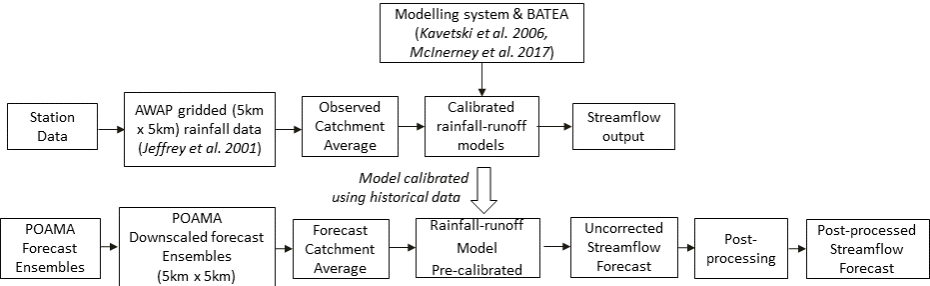 Modelling system & BATEA
(Kavetski et al. 2006,
McInerney et al. 2017)
Station
Data
AWAP gridded (5km
x 5km) rainfall data
(Jeffrey et al. 2001)
Observed
Catchment
Average
Calibrated
rainfall-runoff
models
Streamflow
output
Model calibrated
using historical data
POAMA
Forecast
Ensembles
POAMA
Downscaled forecast
Ensembles
(5km x 5km)
Forecast
Catchment
Average
Rainfall-runoff
Model
Pre-calibrated
Uncorrected
Streamflow
Forecast
Post-
processing
Post-processed
Streamflow
Forecast